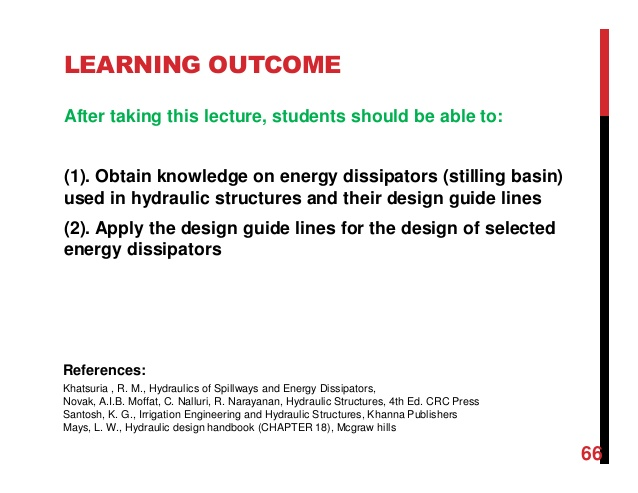 LEARNING OUTCOME
After taking this lecture, students should be able to:
(1). Obtain knowledge on energy dissipators (stilling basin)
used in hydraulic structures and their design guide lines
(2). Apply the design guide lines for the design of selected
energy dissipators
References:
Khatsuria , R. M., Hydraulics of Spillways and Energy Dissipators,
Novak, A.I.B. Moffat, C. Nalluri, R. Narayanan, Hydraulic Structures, 4th Ed. CRC Press
Santosh, K. G., Irrigation Engineering and Hydraulic Structures, Khanna Publishers
Mays, L. W., Hydraulic design handbook (CHAPTER 18), Mcgraw hills
66